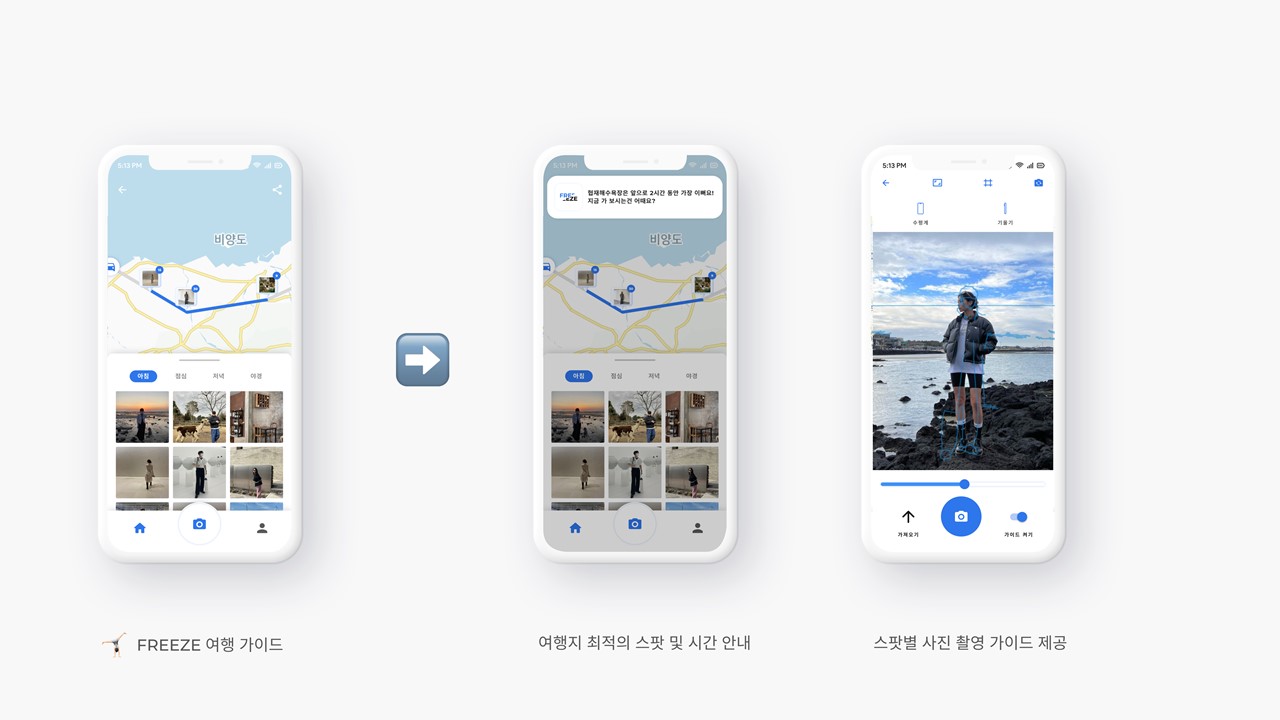 5:13 PM
비양도
아침 점심 저녁 야경
5:13 PM
FREEZE
협재해수욕장은 앞으로 2시간 동안 가장 이뻐요!
지금 가 보시는건 어때요?
비양도
아침 점심 저녁 야경
5:13 PM
수평계 기울기
가져오기 가이드 켜기
FREEZE 여행 가이드
여행지 최적의 스팟 및 시간 안내
스팟별 사진 촬영 가이드 제공